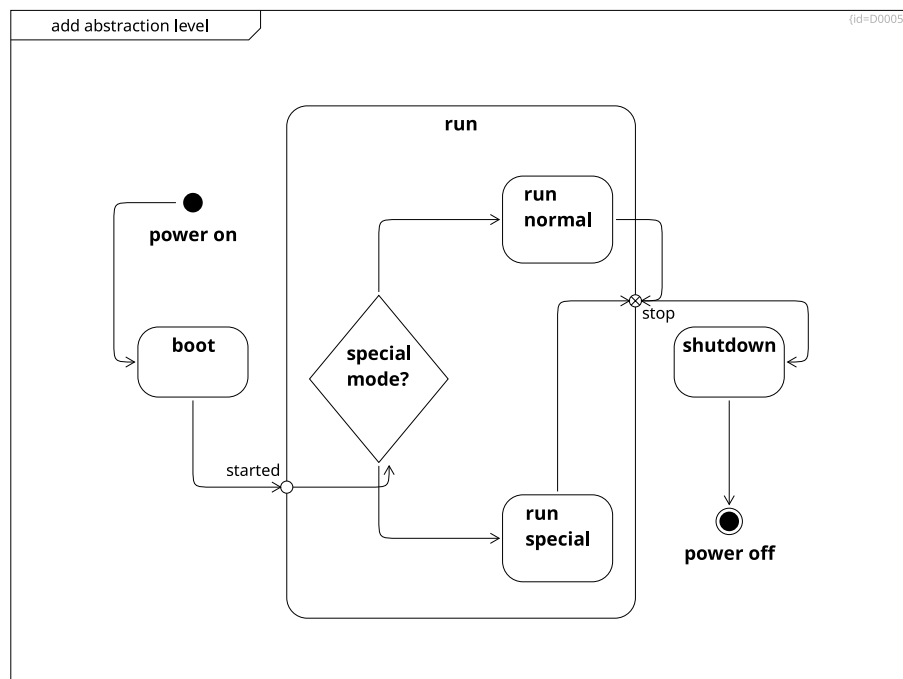 add abstraction level
{id=D0005
run
run
normal
power on
stop
boot
special
mode?
shutdown
started
run
special
power off